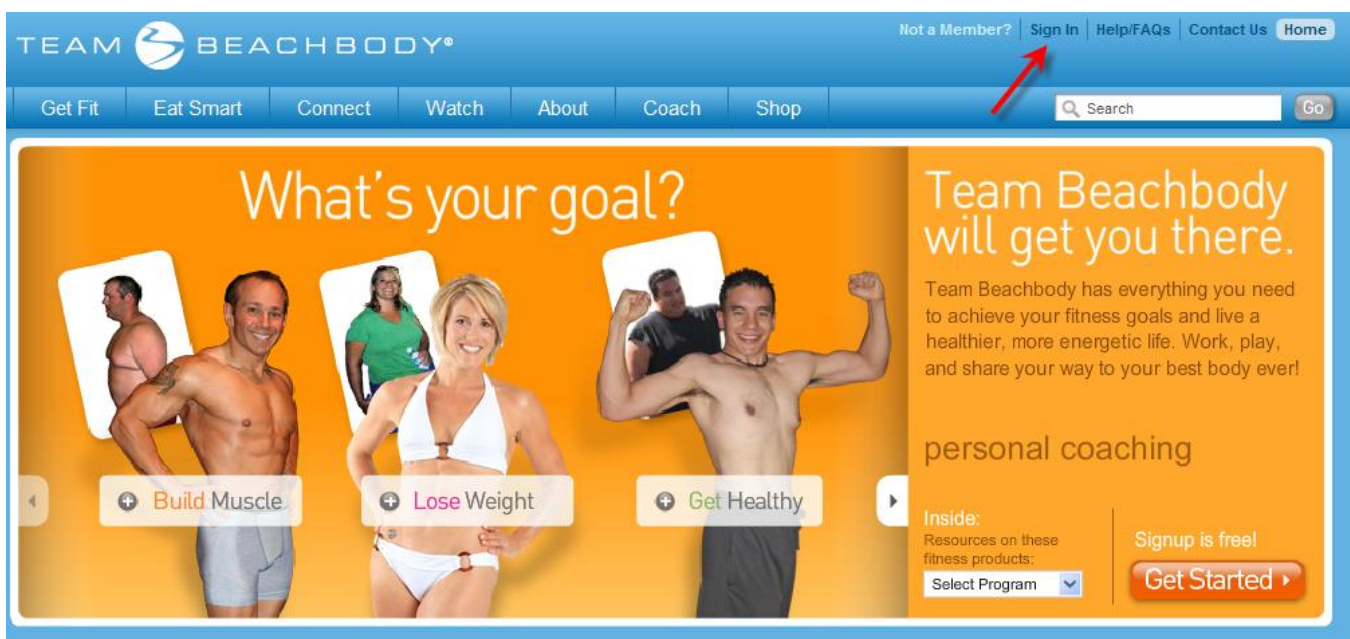 TEAM BEACHBODY®
Not a Member? Sign In Help/FAQs Contact Us Home
Get Fit Eat Smart Connect Watch About Coach Shop Search Go
What's your goal?
Build Muscle
Lose Weight
Get Healthy
Team Beachbody
will get you there.
Team Beachbody has everything you need
to achieve your fitness goals and live a
healthier, more energetic life. Work, play,
and share your way to your best body ever!
personal coaching
Inside:
Resources on these
fitness products:
Select Program
Signup is free!
Get Started